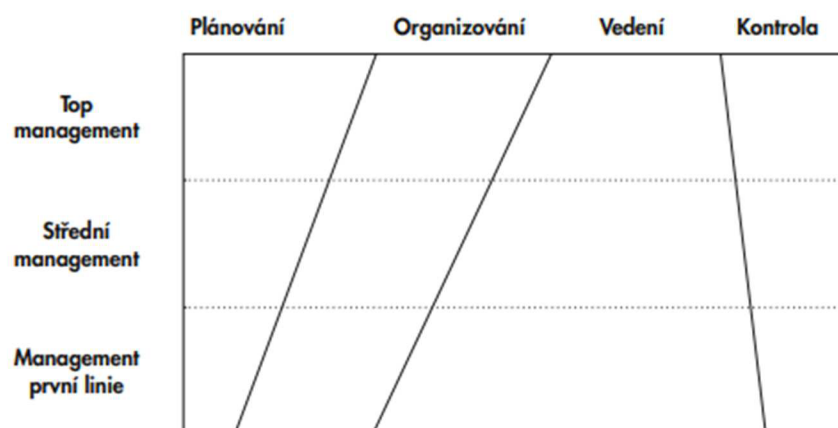 Plánování Organizování Vedení Kontrola
Top
management
Střední
management
Management
první linie